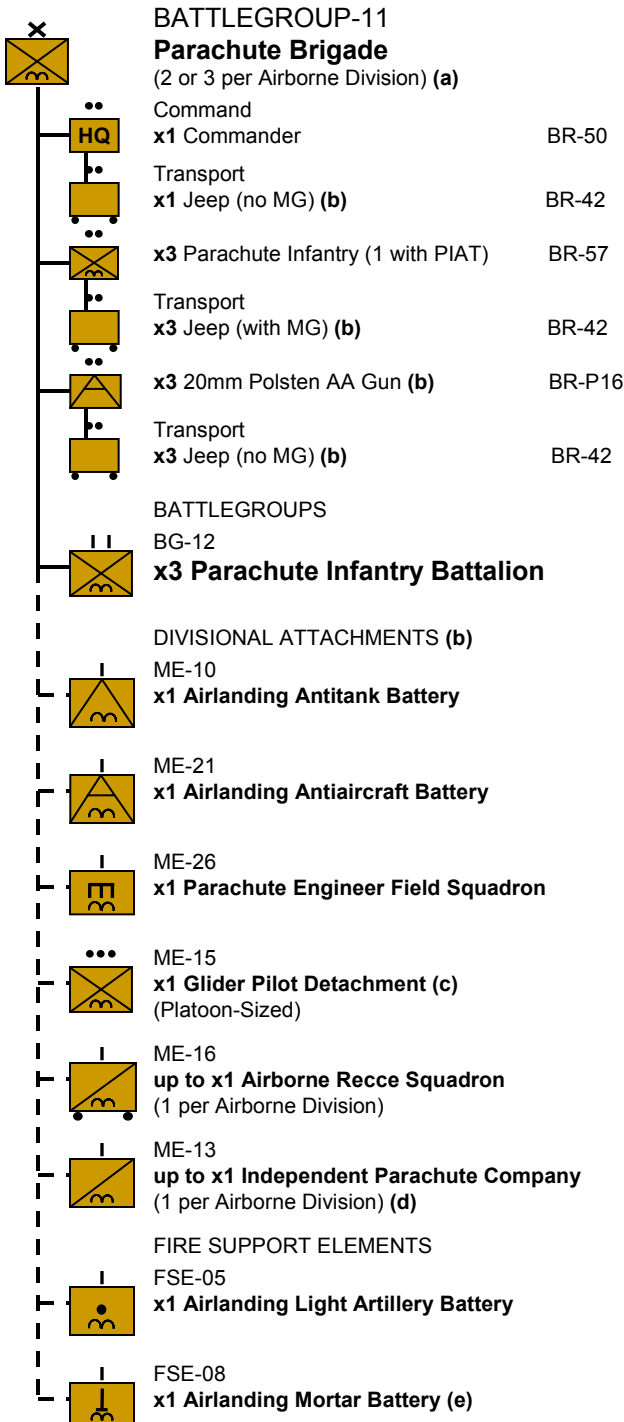 BATTLEGROUP-11
Parachute Brigade
(2 or 3 per Airborne Division) (a)
Command
HQ x1 Commander BR-50
Transport
x1 Jeep (no MG) (b) BR-42
x3 Parachute Infantry (1 with PIAT) BR-57
Transport
x3 Jeep (with MG) (b) BR-42
x3 20mm Polsten AA Gun (b) BR-P16
Transport
x3 Jeep (no MG) (b) BR-42
BATTLEGROUPS
BG-12
x3 Parachute Infantry Battalion
DIVISIONAL ATTACHMENTS (b)
ME-10
x1 Airlanding Antitank Battery
ME-21
x1 Airlanding Antiaircraft Battery
ME-26
x1 Parachute Engineer Field Squadron
ME-15
x1 Glider Pilot Detachment (c)
(Platoon-Sized)
ME-16
up to x1 Airborne Recce Squadron
(1 per Airborne Division)
ME-13
up to x1 Independent Parachute Company
(1 per Airborne Division) (d)
FIRE SUPPORT ELEMENTS
FSE-05
x1 Airlanding Light Artillery Battery
FSE-08
x1 Airlanding Mortar Battery (e)